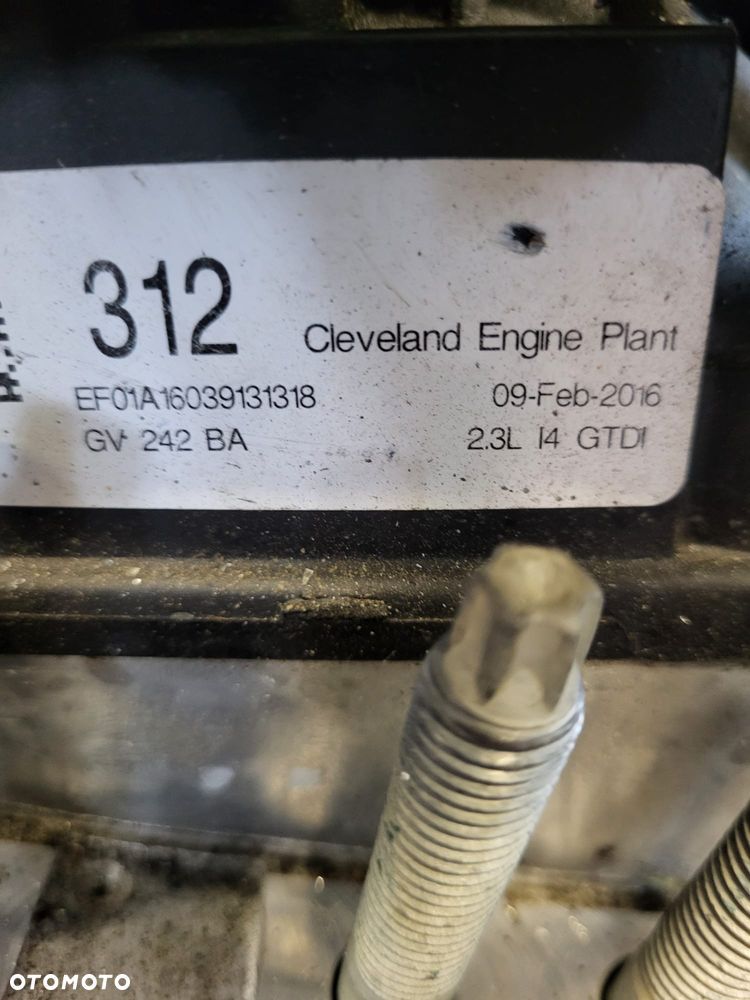 312
Cleveland Engine Plant
EF01A16039131318
09-Feb-2016
GV 242 BA
2.3L I4 GTDI
OTOMOTO